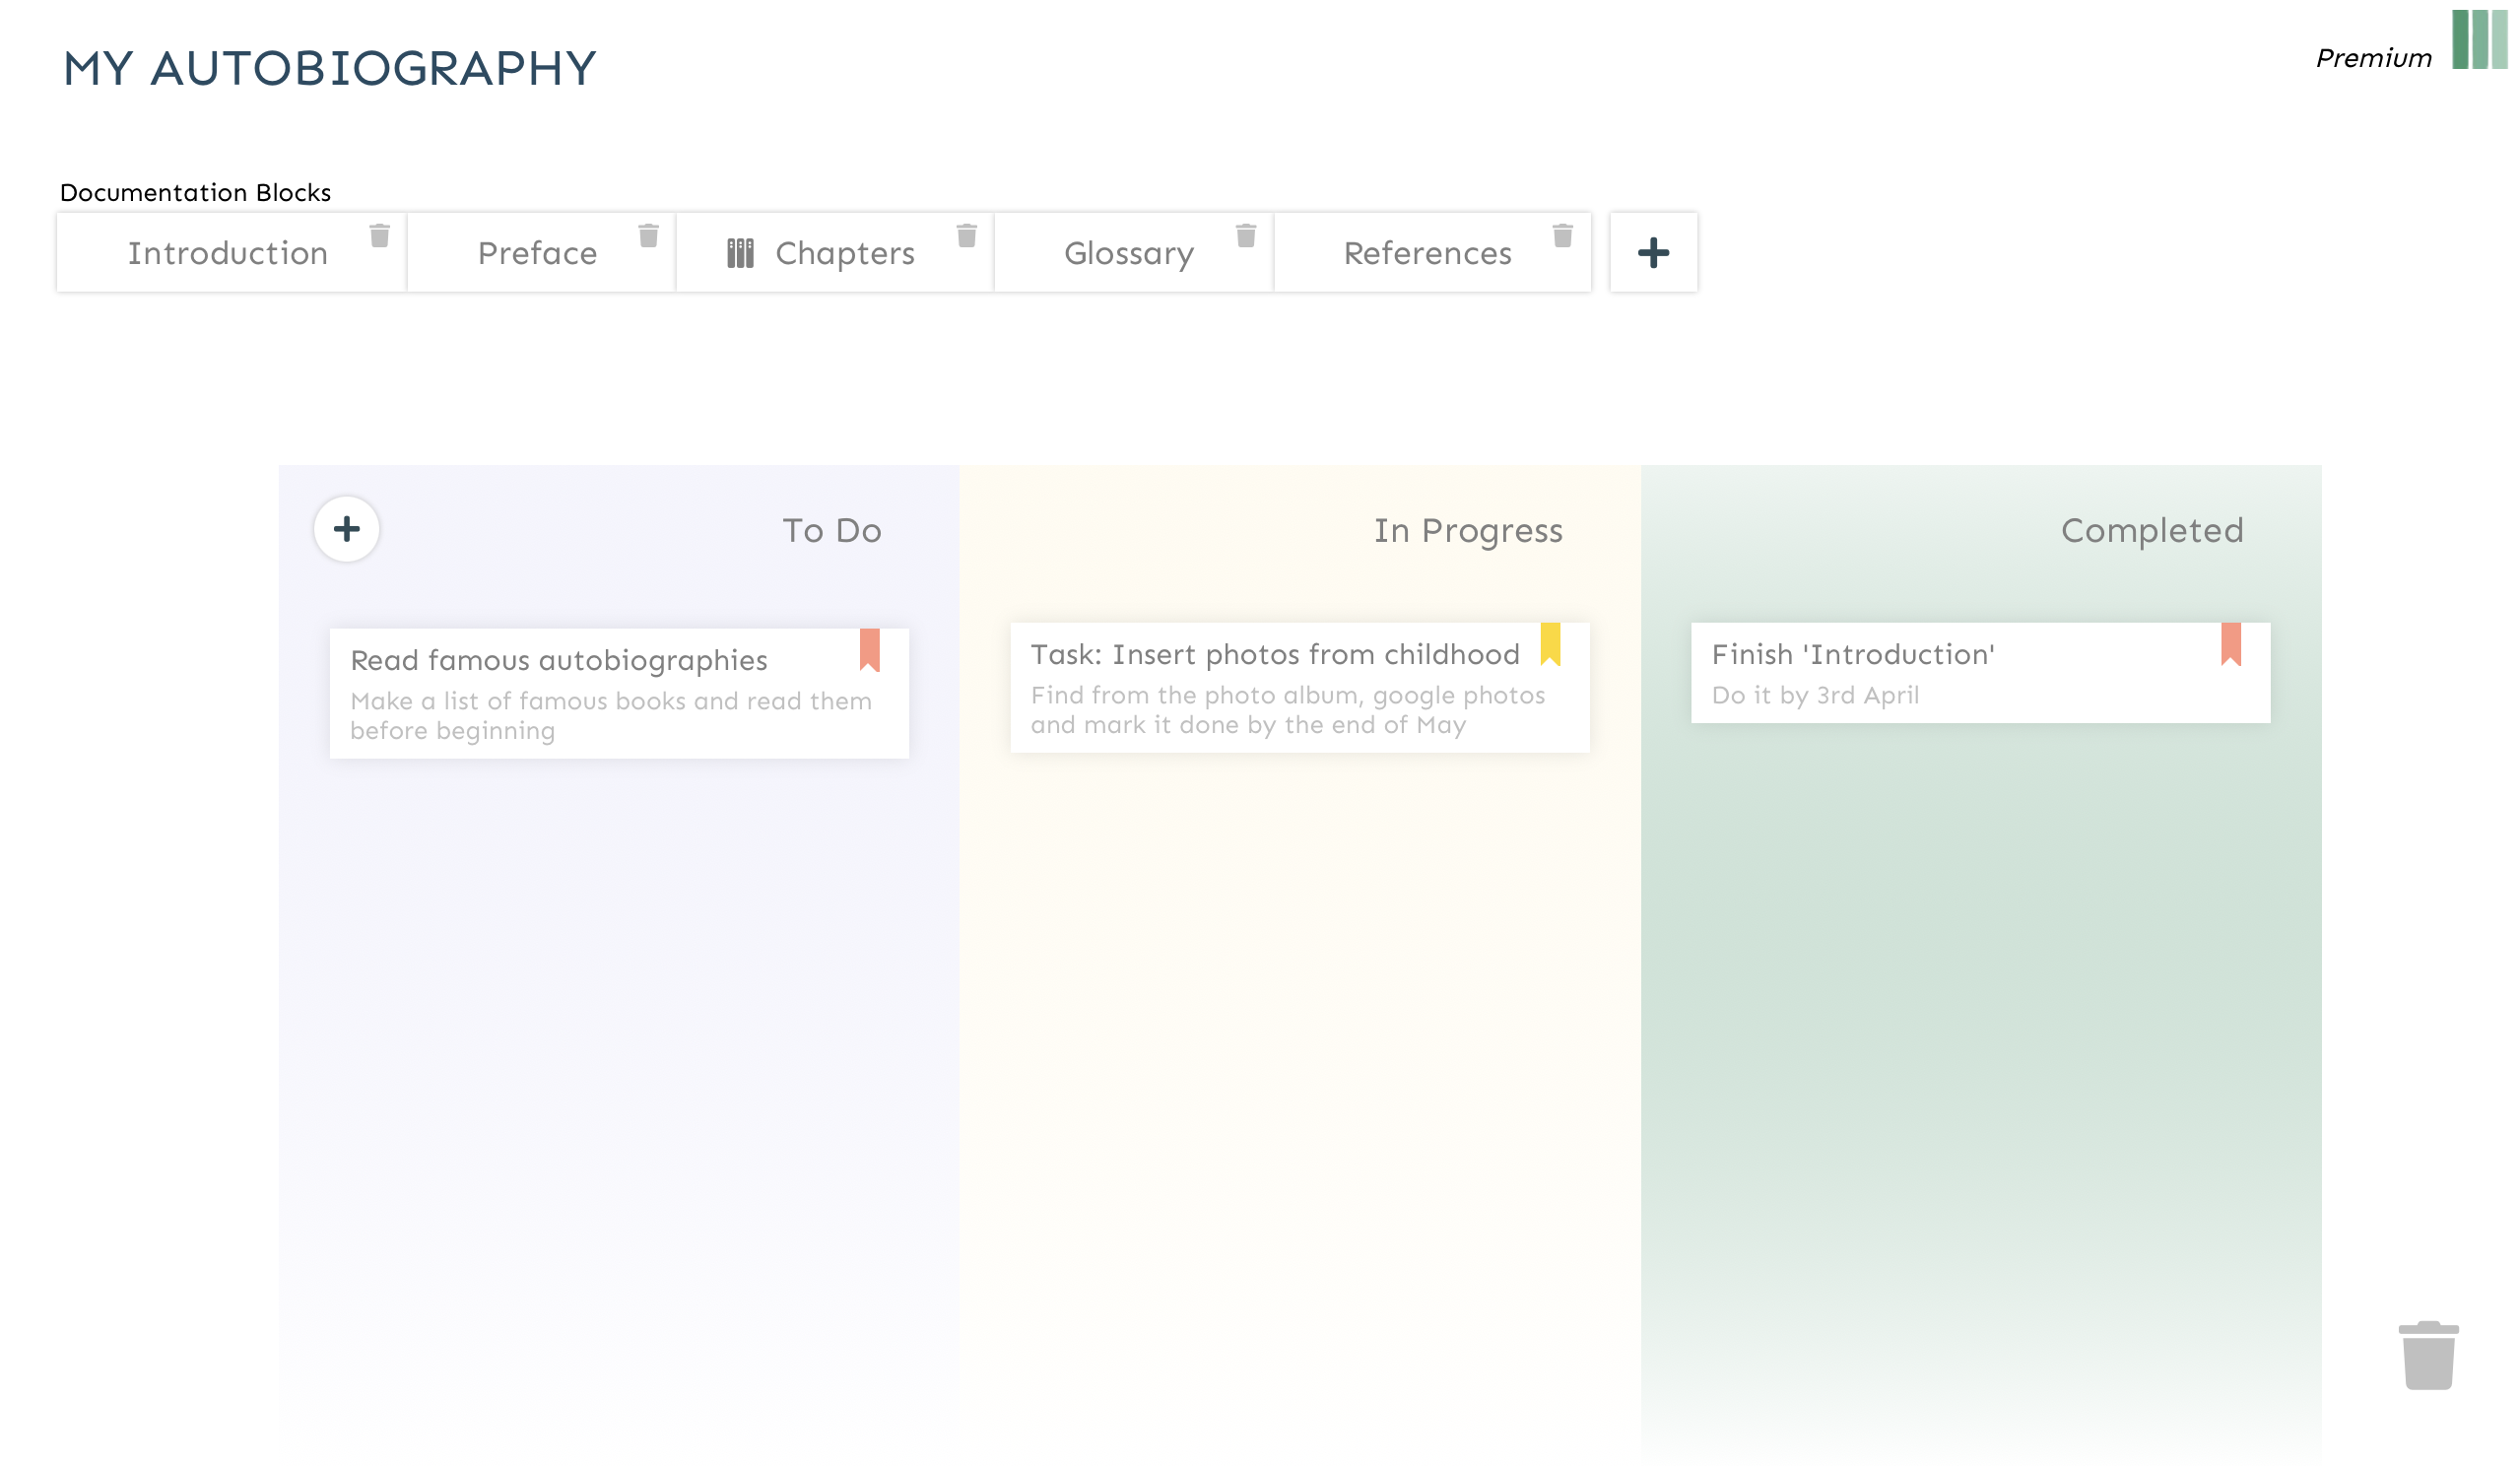 MY AUTOBIOGRAPHY
Premium
Documentation Blocks
Introduction
Preface
Chapters
Glossary
References
To Do
Read famous autobiographies
Make a list of famous books and read them
before beginning
In Progress
Task: Insert photos from childhood
Find from the photo album, google photos
and mark it done by the end of May
Completed
Finish 'Introduction'
Do it by 3rd April